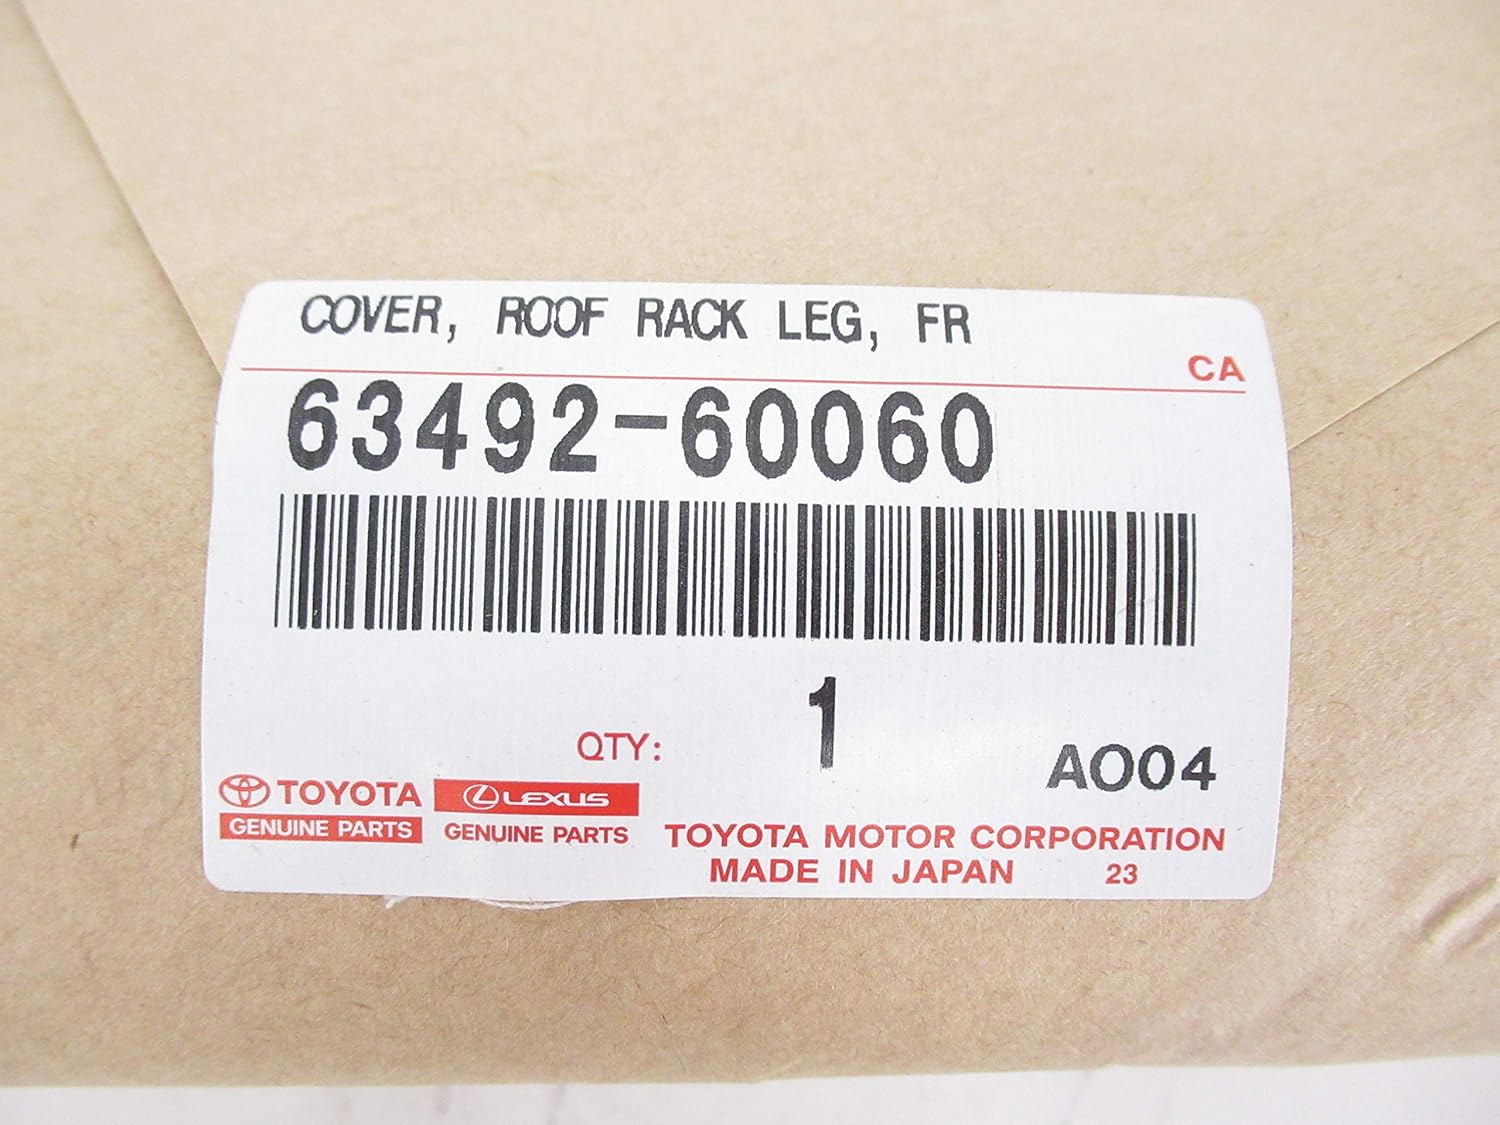 COVER, ROOF RACK LEG, FR
CA
63492-60060
QTY: 1
A004
TOYOTA
GENUINE PARTS
LEXUS
GENUINE PARTS
TOYOTA MOTOR CORPORATION
MADE IN JAPAN 23